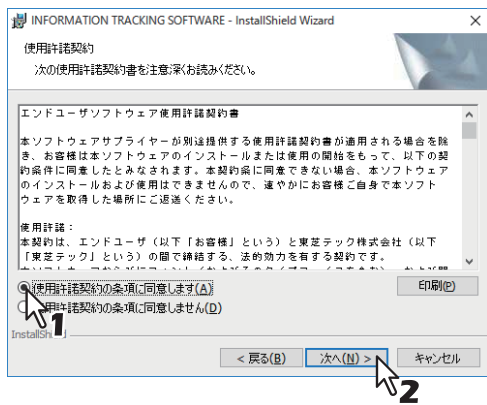 INFORMATION TRACKING SOFTWARE - InstallShield Wizard
使用許諾契約
次の使用許諾契約書を注意深くお読みください。
エンドユーザソフトウェア使用許諾契約書
本ソフトウェアサプライヤーが別途提供する使用許諾契約書が適用される場合を除
き、お客様は本ソフトウェアのインストールまたは使用の開始をもって、以下の契
約条件に同意したとみなされます。本契約条に同意できない場合、本ソフトウェア
のインストールおよび使用はできませんので、速やかにお客様ご自身で本ソフト
ウェアを取得した場所にご返送ください。
使用許諾：
本契約は、エンドユーザ（以下「お客様」という）と東芝テック株式会社（以下
「東芝テック」という）の間で締結する、法的効力を有する契約です。
使用許諾契約の条項に同意します(A)
印刷(P)
使用許諾契約の条項に同意しません(D)
1
InstallShield
< 戻る(B)
次へ(N) >
キャンセル
2